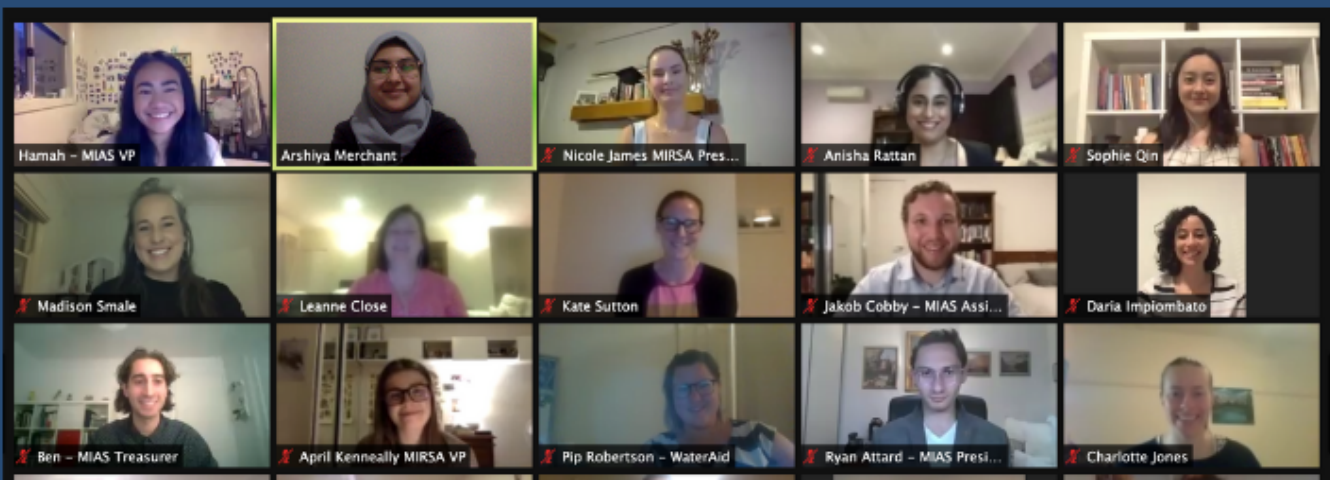 Hamah – MIAS VP
Arshiya Merchant
Nicole James MIRSA Pres...
Anisha Rattan
Sophie Qin
Madison Smale
Leanne Close
Kate Sutton
Jakob Cobby – MIAS Assi...
Daria Impiombato
Ben – MIAS Treasurer
April Kenneally MIRSA VP
Pip Robertson – WaterAid
Ryan Attard – MIAS Presi...
Charlotte Jones